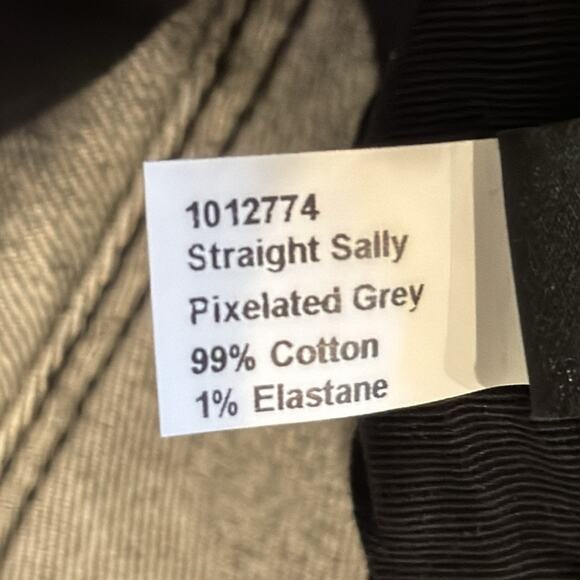 1012774
Straight Sally
Pixelated Grey
99% Cotton
1% Elastane